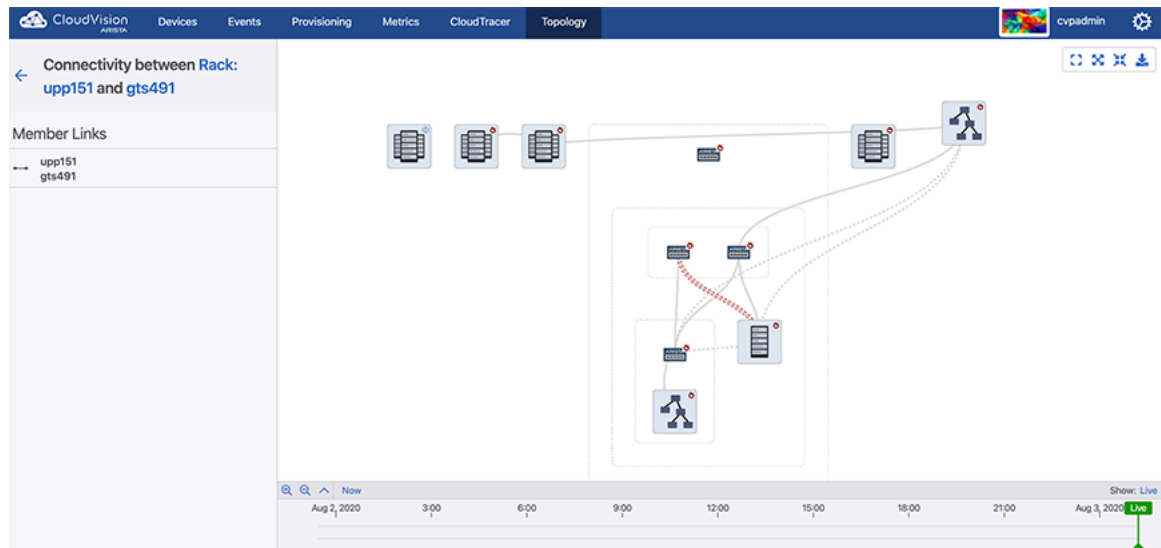 CloudVision Devices Events Provisioning Metrics CloudTracer Topology cvpadmin
ARISTA
Connectivity between Rack:
upp151 and gts491
Member Links
upp151
gts491
Now Show: Live
Aug 2, 2020 3:00 6:00 9:00 12:00 15:00 18:00 21:00 Aug 3, 2020 Live